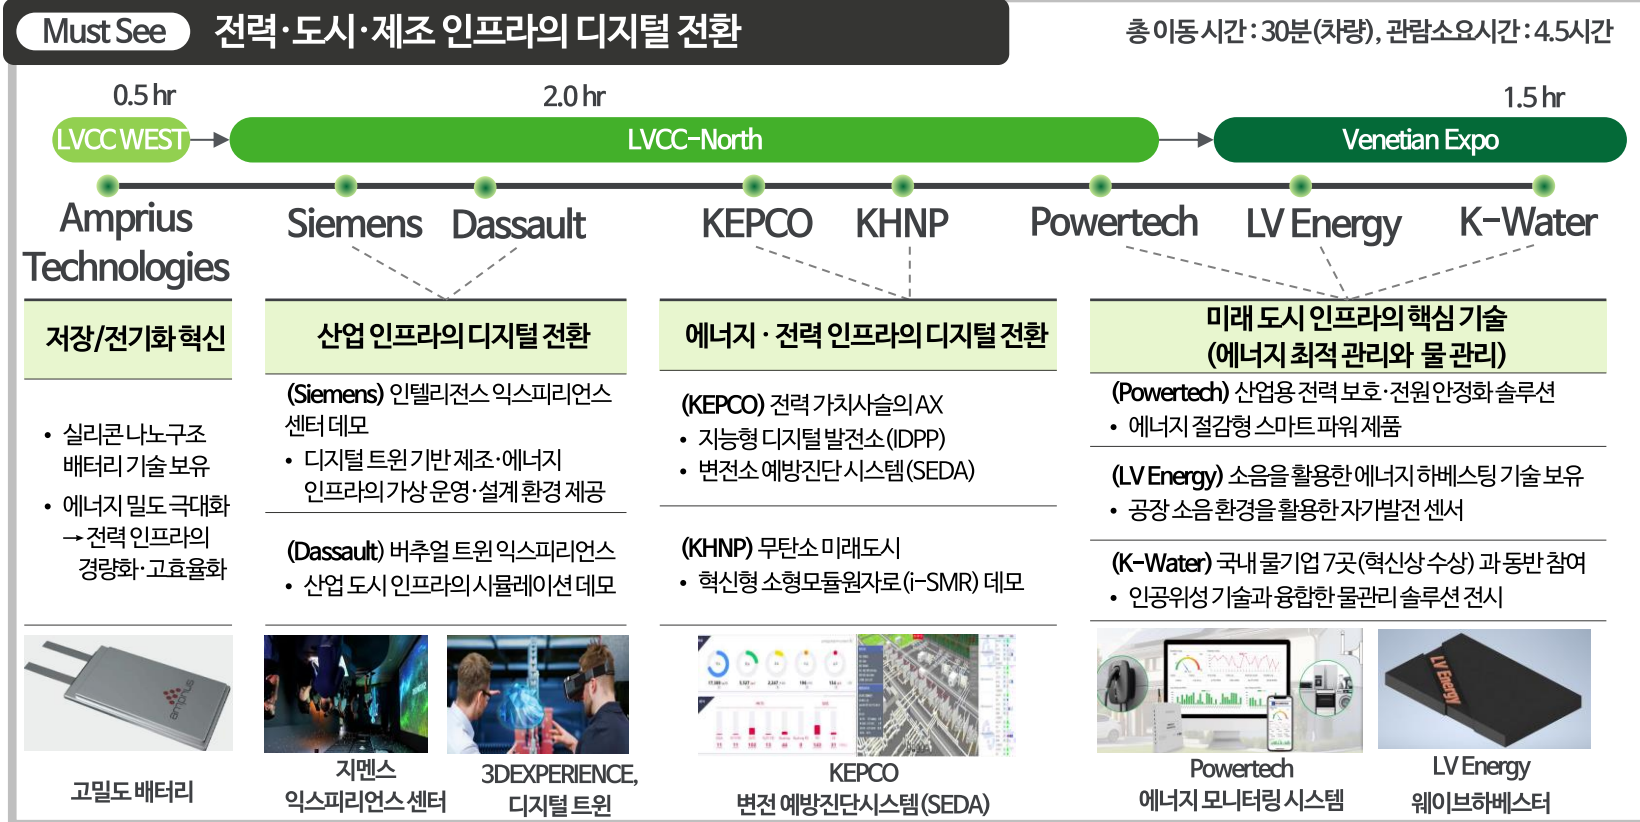 Must See
전력·도시·제조 인프라의 디지털 전환
총 이동 시간 : 30분(차량), 관람소요시간 : 4.5시간
0.5 hr
2.0 hr
1.5 hr
LVCC WEST
LVCC-North
Venetian Expo
Amprius
Technologies
Siemens
Dassault
KEPCO
KHNP
Powertech
LV Energy
K-Water
저장/전기화 혁신
• 실리콘 나노구조
배터리 기술 보유
• 에너지 밀도 극대화
→ 전력 인프라의
경량화·고효율화
amprius
고밀도 배터리
산업 인프라의 디지털 전환
(Siemens) 인텔리전스 익스피리언스
센터 데모
• 디지털 트윈 기반 제조·에너지
인프라의 가상 운영·설계 환경 제공
(Dassault) 버추얼 트윈 익스피리언스
• 산업 도시 인프라의 시뮬레이션 데모
지멘스
익스피리언스 센터
3DEXPERIENCE,
디지털 트윈
에너지 · 전력 인프라의 디지털 전환
(KEPCO) 전력 가치사슬의 AX
• 지능형 디지털 발전소(IDPP)
• 변전소 예방진단 시스템(SEDA)
(KHNP) 무탄소 미래도시
• 혁신형 소형모듈원자로(i-SMR) 데모
KEPCO
변전 예방진단시스템(SEDA)
미래 도시 인프라의 핵심 기술
(에너지 최적 관리와 물 관리)
(Powertech) 산업용 전력 보호·전원 안정화 솔루션
• 에너지 절감형 스마트 파워 제품
(LV Energy) 소음을 활용한 에너지 하베스팅 기술 보유
• 공장 소음 환경을 활용한 자가발전 센서
(K-Water) 국내 물기업 7곳(혁신상 수상) 과 동반 참여
• 인공위성 기술과 융합한 물관리 솔루션 전시
LV Energy
Powertech
에너지 모니터링 시스템
LV Energy
웨이브하베스터